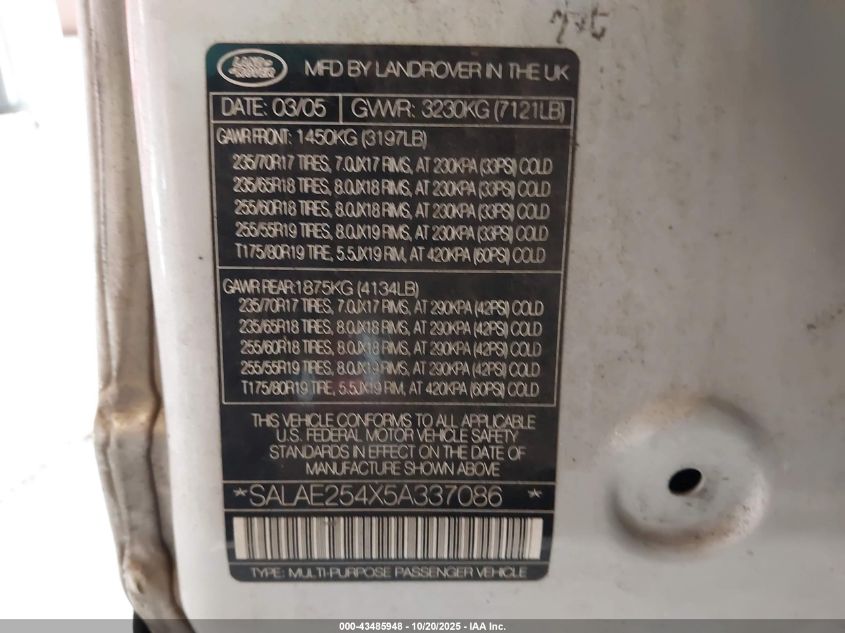 LAND ROVER MFD BY LANDROVER IN THE UK
DATE: 03/05 GVWR: 3230KG (7121LB)
GAWR FRONT: 1450KG (3197LB)
235/70R17 TIRES, 7.0JX17 RIMS, AT 230KPA (33PSI) COLD
235/65R18 TIRES, 8.0JX18 RIMS, AT 230KPA (33PSI) COLD
255/60R18 TIRES, 8.0JX18 RIMS, AT 230KPA (33PSI) COLD
255/55R19 TIRES, 8.0JX19 RIMS, AT 230KPA (33PSI) COLD
T175/80R19 TIRE, 5.5JX19 RIM, AT 420KPA (60PSI) COLD
GAWR REAR:1875KG (4134LB)
235/70R17 TIRES, 7.0JX17 RIMS, AT 290KPA (42PSI) COLD
235/65R18 TIRES, 8.0JX18 RIMS, AT 290KPA (42PSI) COLD
255/60R18 TIRES, 8.0JX18 RIMS, AT 290KPA (42PSI) COLD
255/55R19 TIRES, 8.0JX19 RIMS, AT 290KPA (42PSI) COLD
T175/80R19 TIRE, 5.5JX19 RIM, AT 420KPA (60PSI) COLD
THIS VEHICLE CONFORMS TO ALL APPLICABLE
U.S. FEDERAL MOTOR VEHICLE SAFETY
STANDARDS IN EFFECT ON THE DATE OF
MANUFACTURE SHOWN ABOVE
*SALAE254X5A337086 *
TYPE: MULTI-PURPOSE PASSENGER VEHICLE
000-43485948 - 10/20/2025 - IAA Inc.